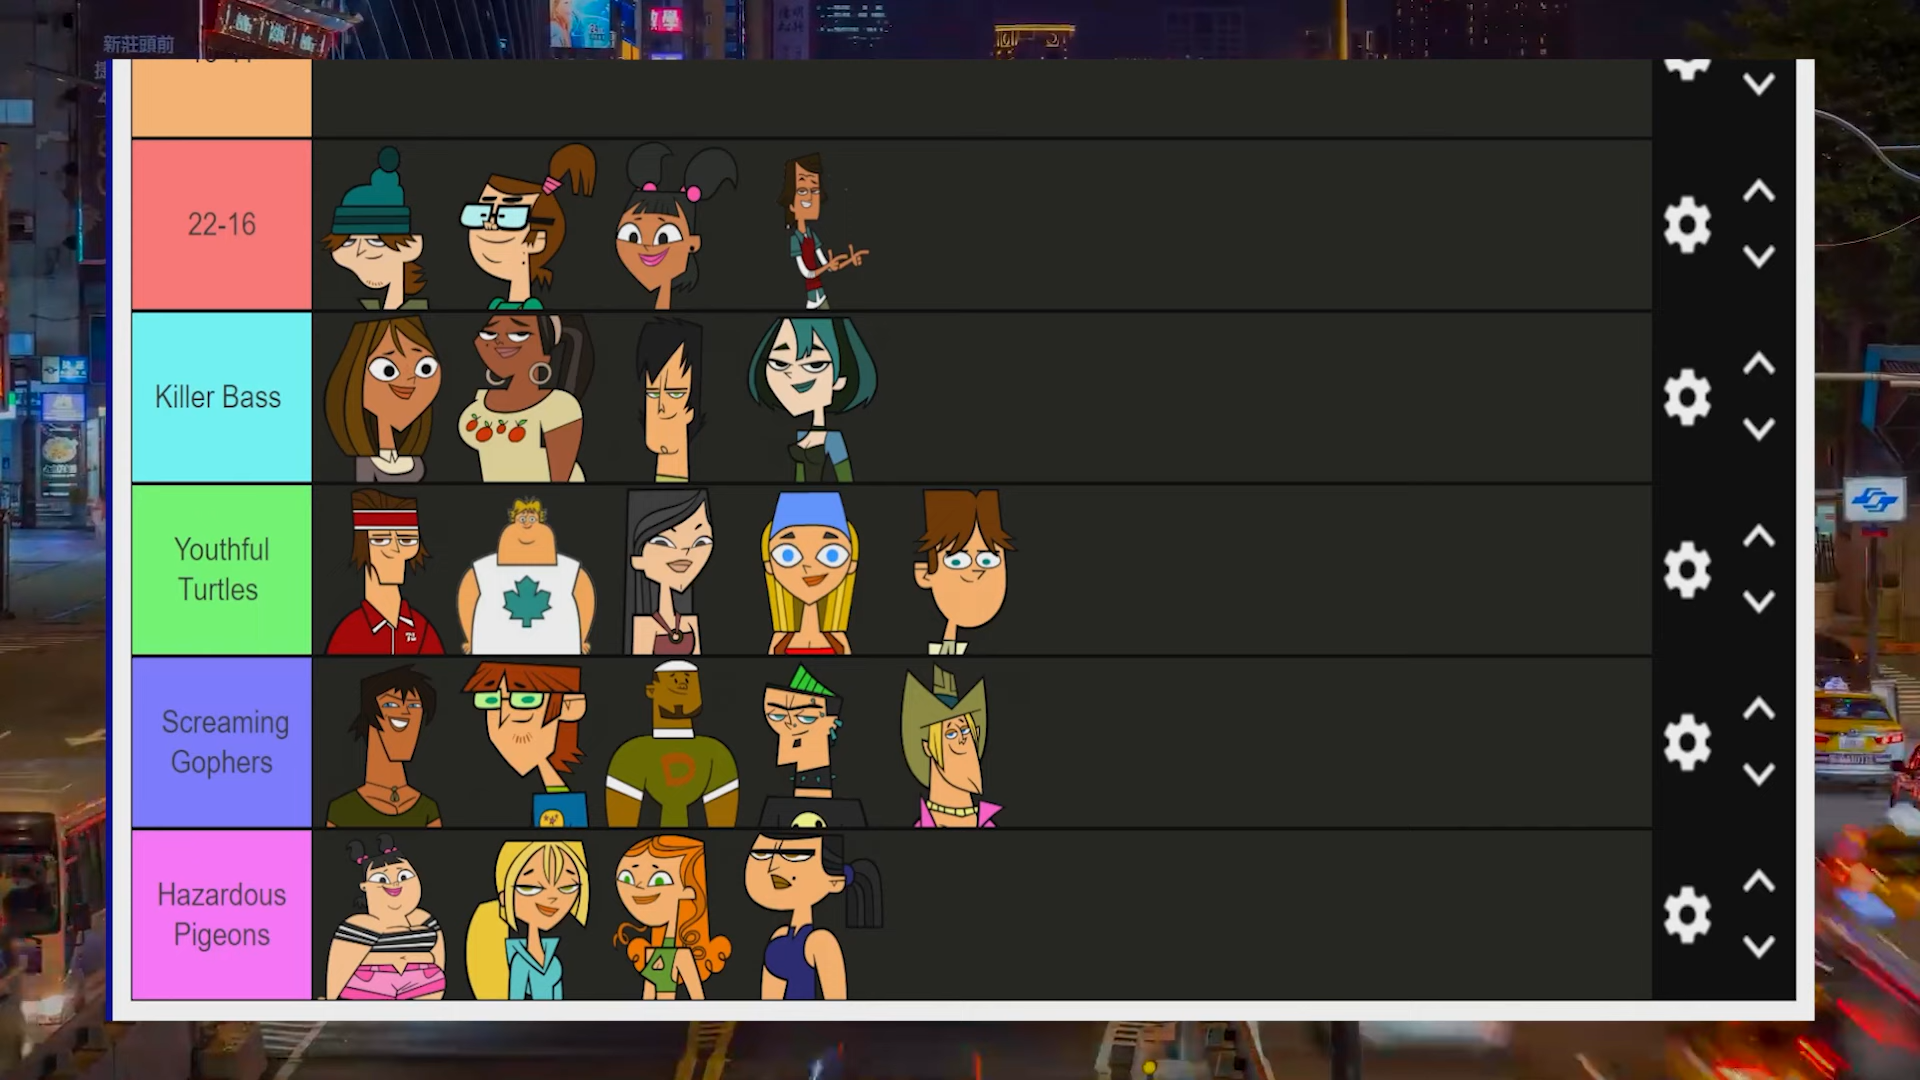 新莊頭前
22-16
Killer Bass
Youthful
Turtles
Screaming
Gophers
D
Hazardous
Pigeons